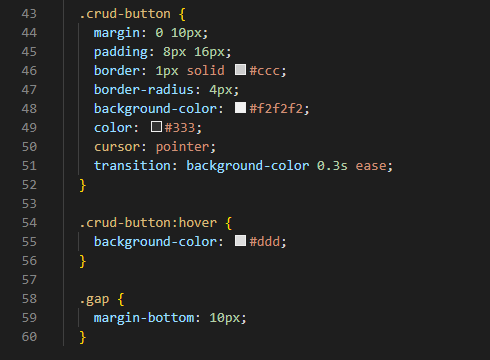 43 .crud-button {
44 margin: 0 10px;
45 padding: 8px 16px;
46 border: 1px solid #ccc;
47 border-radius: 4px;
48 background-color: #f2f2f2;
49 color: #333;
50 cursor: pointer;
51 transition: background-color 0.3s ease;
52 }
53
54 .crud-button:hover {
55 background-color: #ddd;
56 }
57
58 .gap {
59 margin-bottom: 10px;
60 }